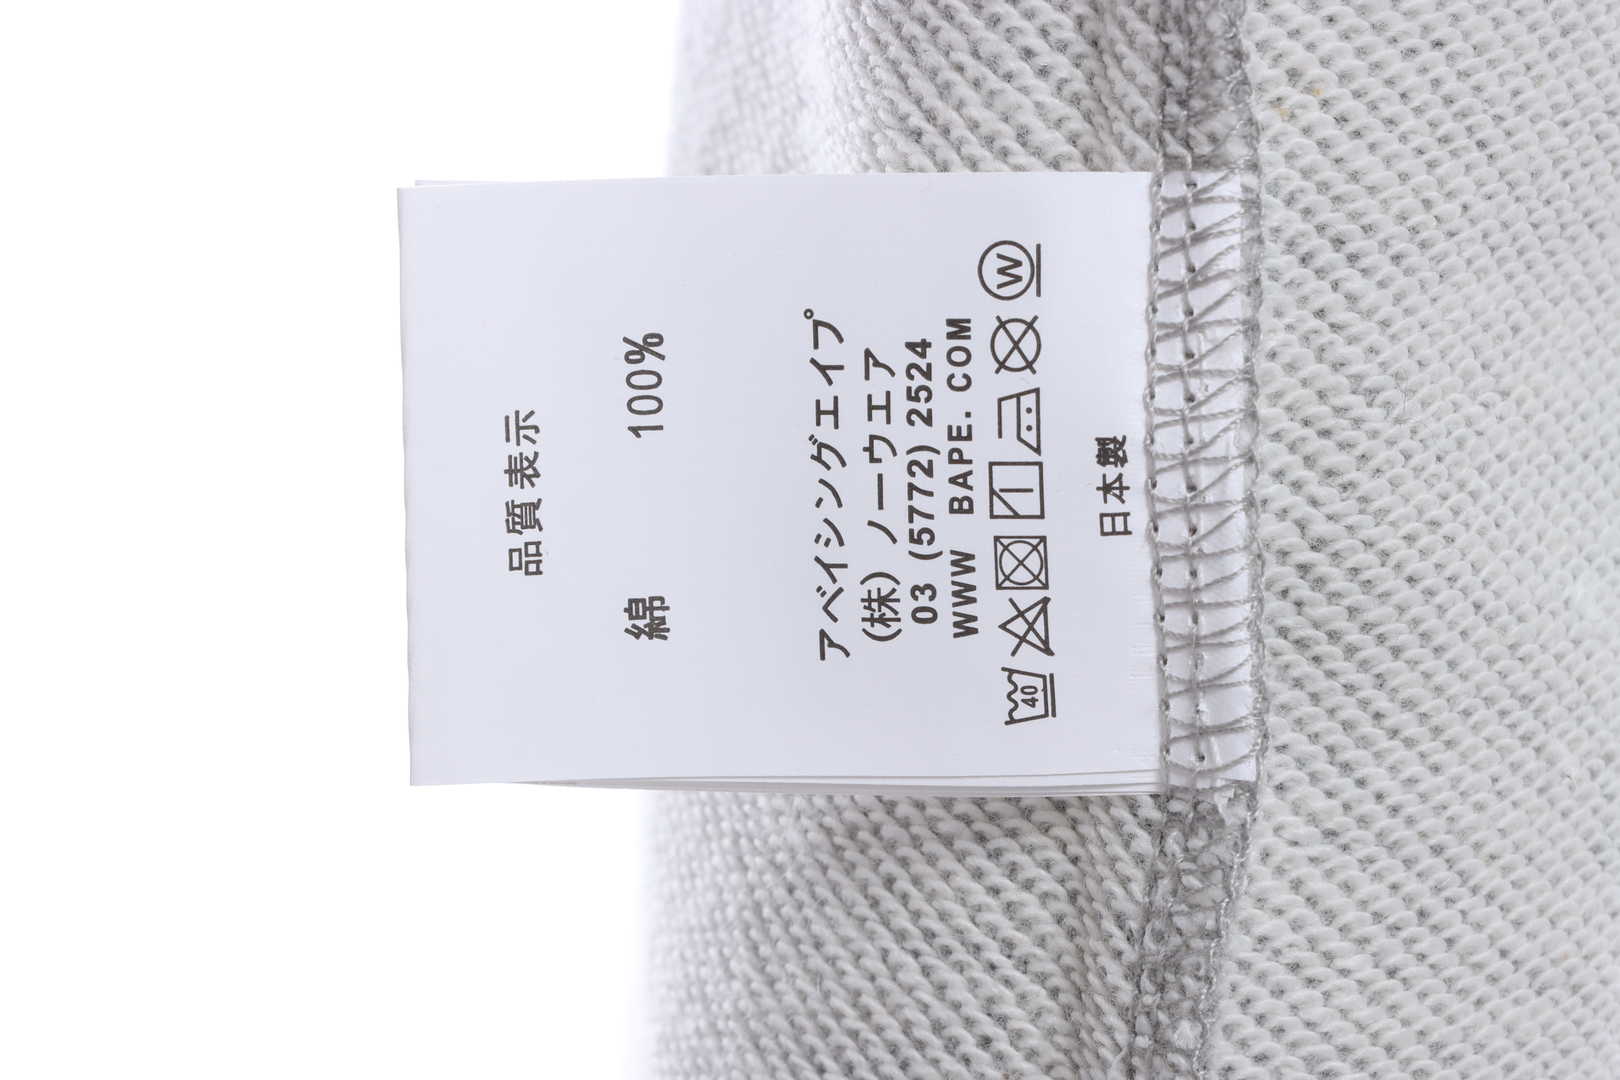 品質表示
綿 100%
アベイシングエイプ
(株) ノーウエア
03 (5772) 2524
WWW BAPE. COM
40 W
日本製